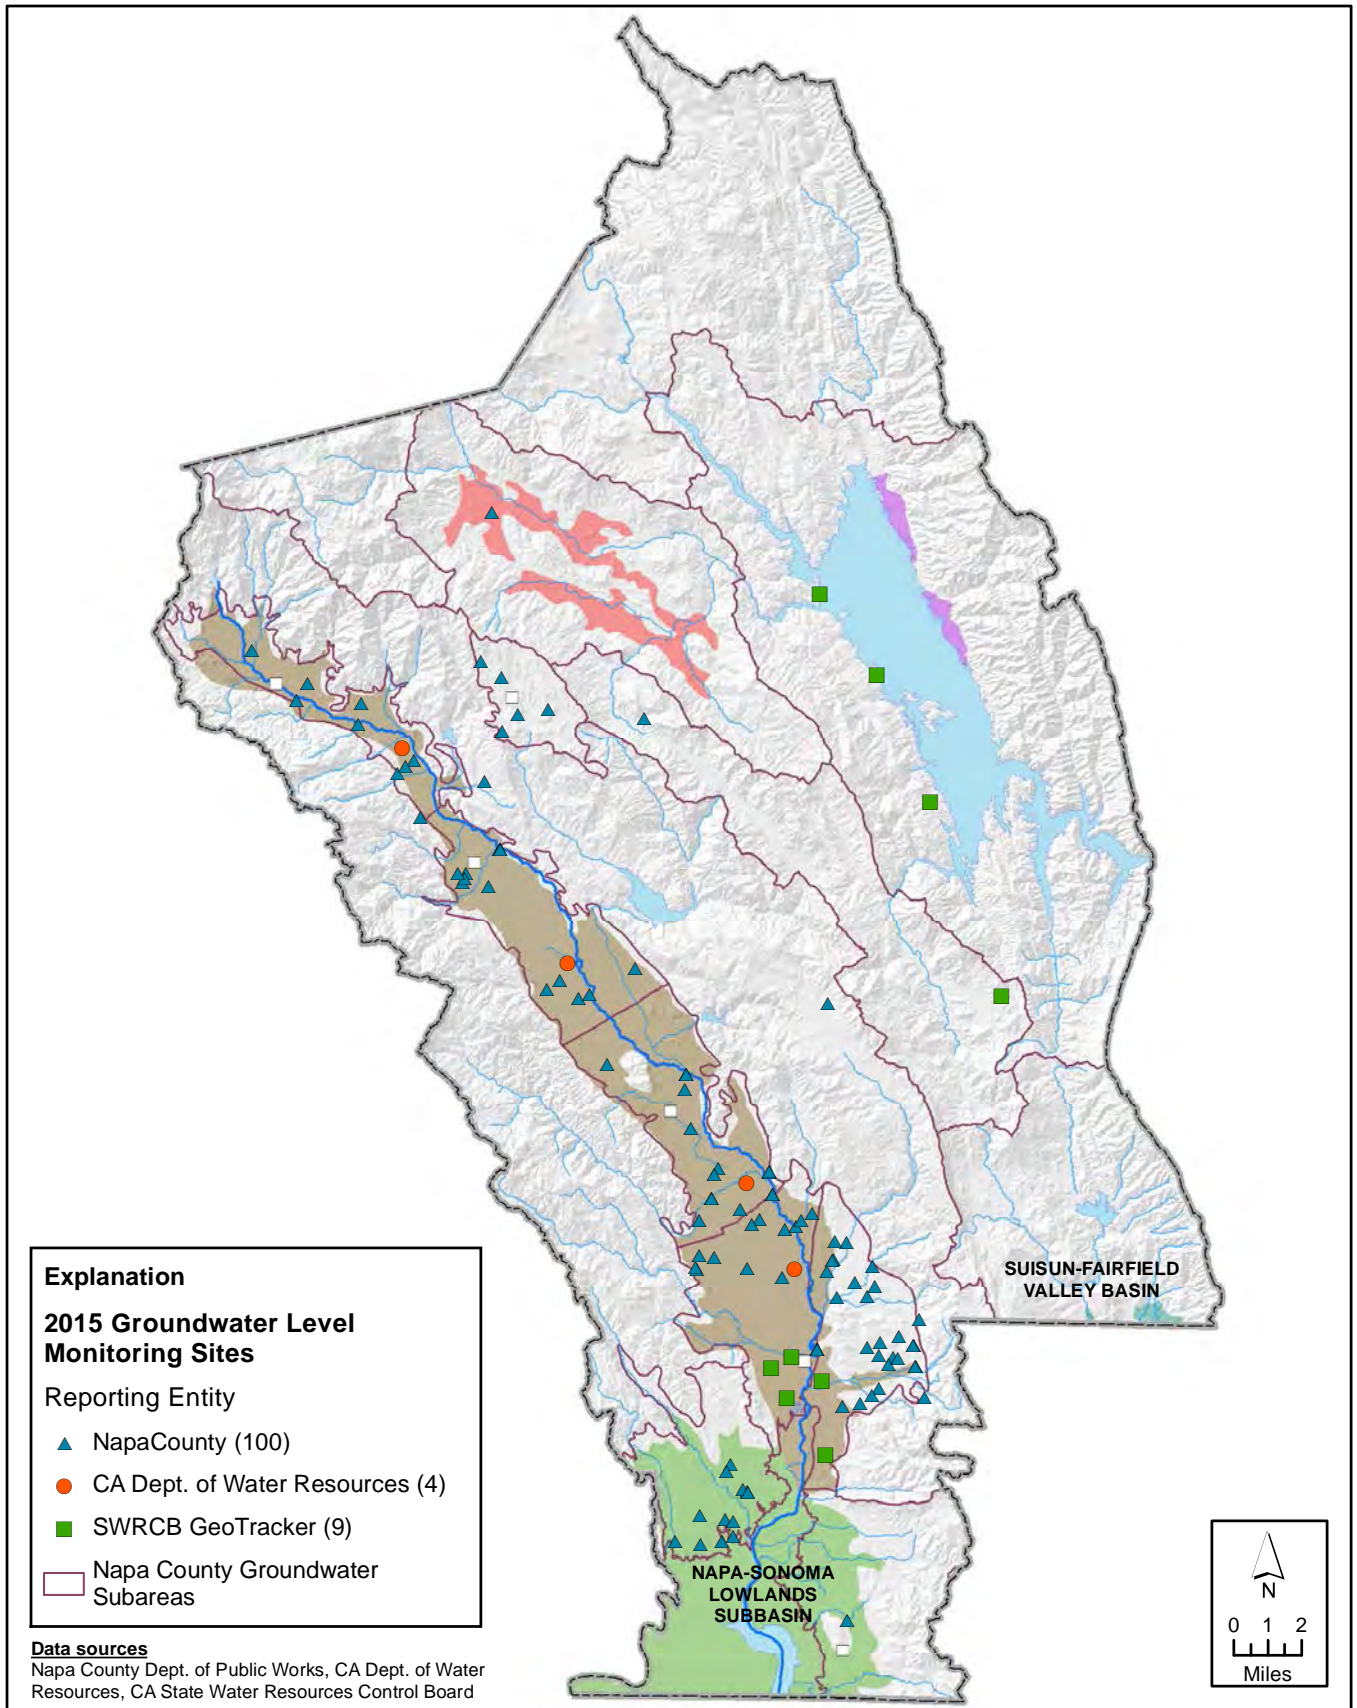 SUISUN-FAIRFIELD
VALLEY BASIN
Explanation
2015 Groundwater Level
Monitoring Sites
Reporting Entity
NapaCounty (100)
CA Dept. of Water Resources (4)
SWRCB GeoTracker (9)
Napa County Groundwater
Subareas
NAPA-SONOMA
LOWLANDS
SUBBASIN
N
0 1 2
Miles
Data sources
Napa County Dept. of Public Works, CA Dept. of Water
Resources, CA State Water Resources Control Board